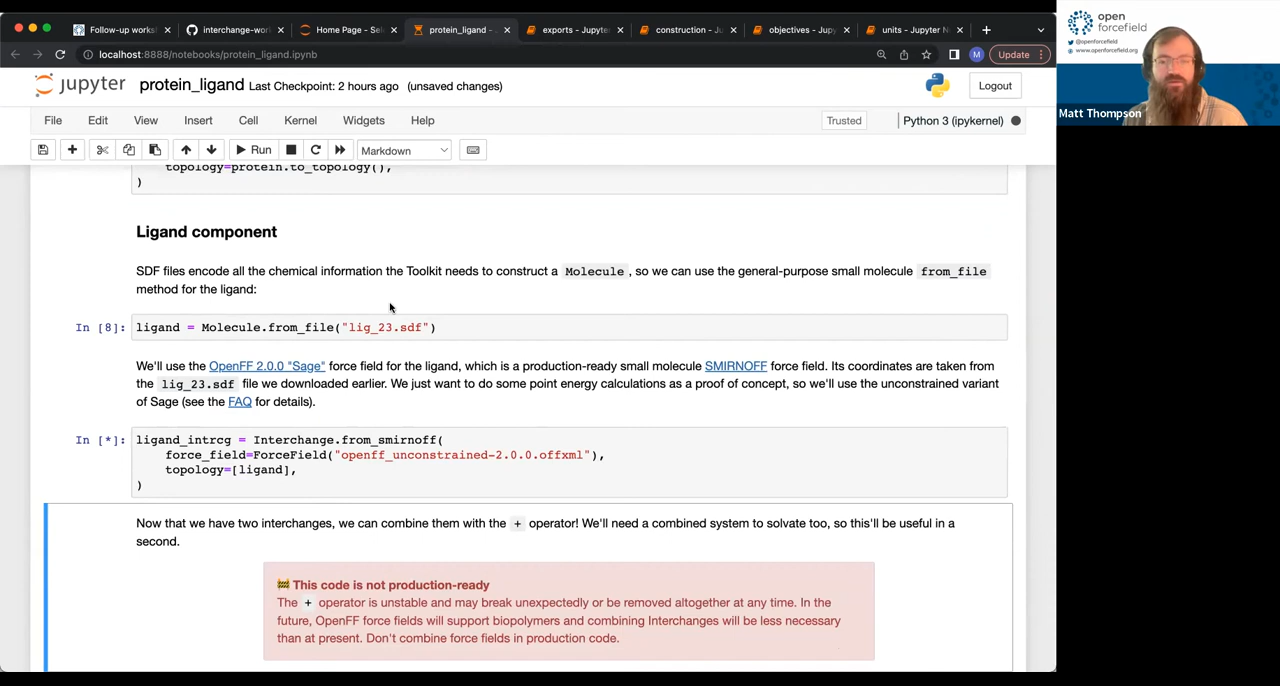 Follow-up works
interchange-wor
Home Page - Sel
protein_ligand -
exports - Jupyte
construction - Ju
objectives - Jupy
units - Jupyter N
localhost:8888/notebooks/protein_ligand.ipynb
M
Update
jupyter
protein_ligand
Last Checkpoint: 2 hours ago
(unsaved changes)
Logout
File
Edit
View
Insert
Cell
Kernel
Widgets
Help
Trusted
Python 3 (ipykernel)
Run
Markdown
topology=protein.to_topology(),
)
Ligand component
SDF files encode all the chemical information the Toolkit needs to construct a Molecule , so we can use the general-purpose small molecule from_file
method for the ligand:
In [8]: ligand = Molecule.from_file("lig_23.sdf")
We'll use the OpenFF 2.0.0 "Sage" force field for the ligand, which is a production-ready small molecule SMIRNOFF force field. Its coordinates are taken from
the lig_23.sdf file we downloaded earlier. We just want to do some point energy calculations as a proof of concept, so we'll use the unconstrained variant
of Sage (see the FAQ for details).
In [*]: ligand_intrcg = Interchange.from_smirnoff(
force_field=ForceField("openff_unconstrained-2.0.0.offxml"),
topology=[ligand],
)
Now that we have two interchanges, we can combine them with the + operator! We'll need a combined system to solvate too, so this'll be useful in a
second.
🚧 This code is not production-ready
The + operator is unstable and may break unexpectedly or be removed altogether at any time. In the
future, OpenFF force fields will support biopolymers and combining Interchanges will be less necessary
than at present. Don't combine force fields in production code.
open
forcefield
@openforcefield
www.openforcefield.org
Matt Thompson